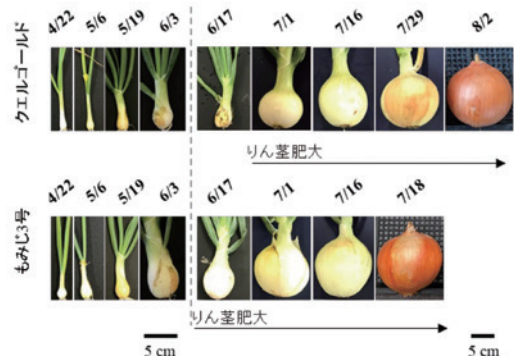 4/22 5/6 5/19 6/3 6/17 7/1 7/16 7/29 8/2
クエルゴールド
りん茎肥大
4/22 5/6 5/19 6/3 6/17 7/1 7/16 7/18
もみじ3号
りん茎肥大
5 cm 5 cm